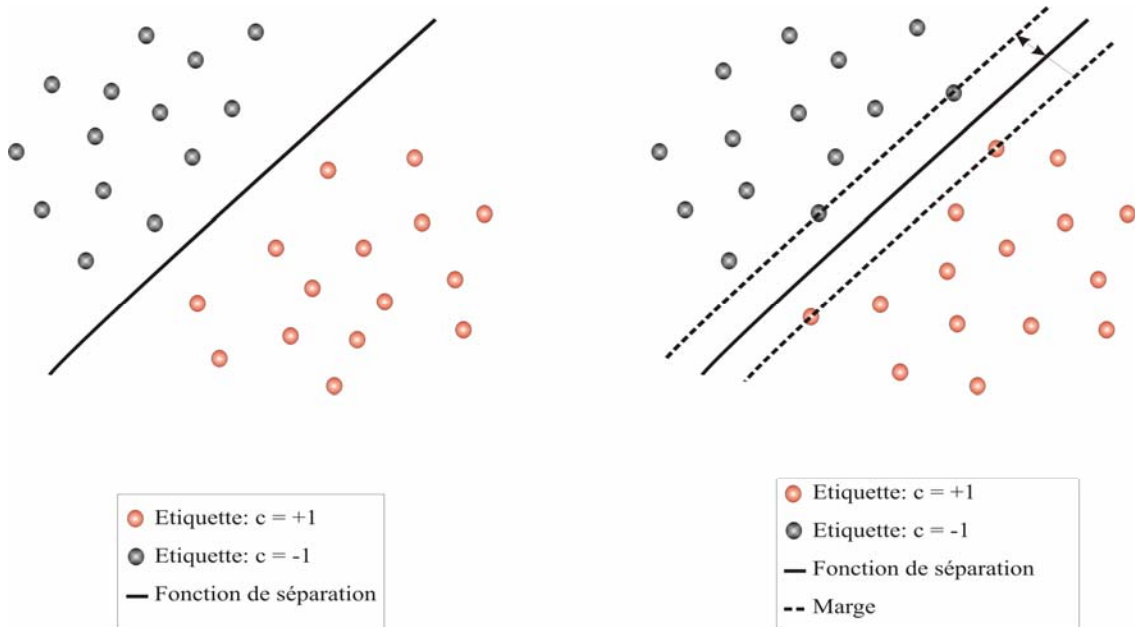 Etiquette: c = +1
Etiquette: c = -1
Fonction de séparation
Etiquette: c = +1
Etiquette: c = -1
Fonction de séparation
Marge